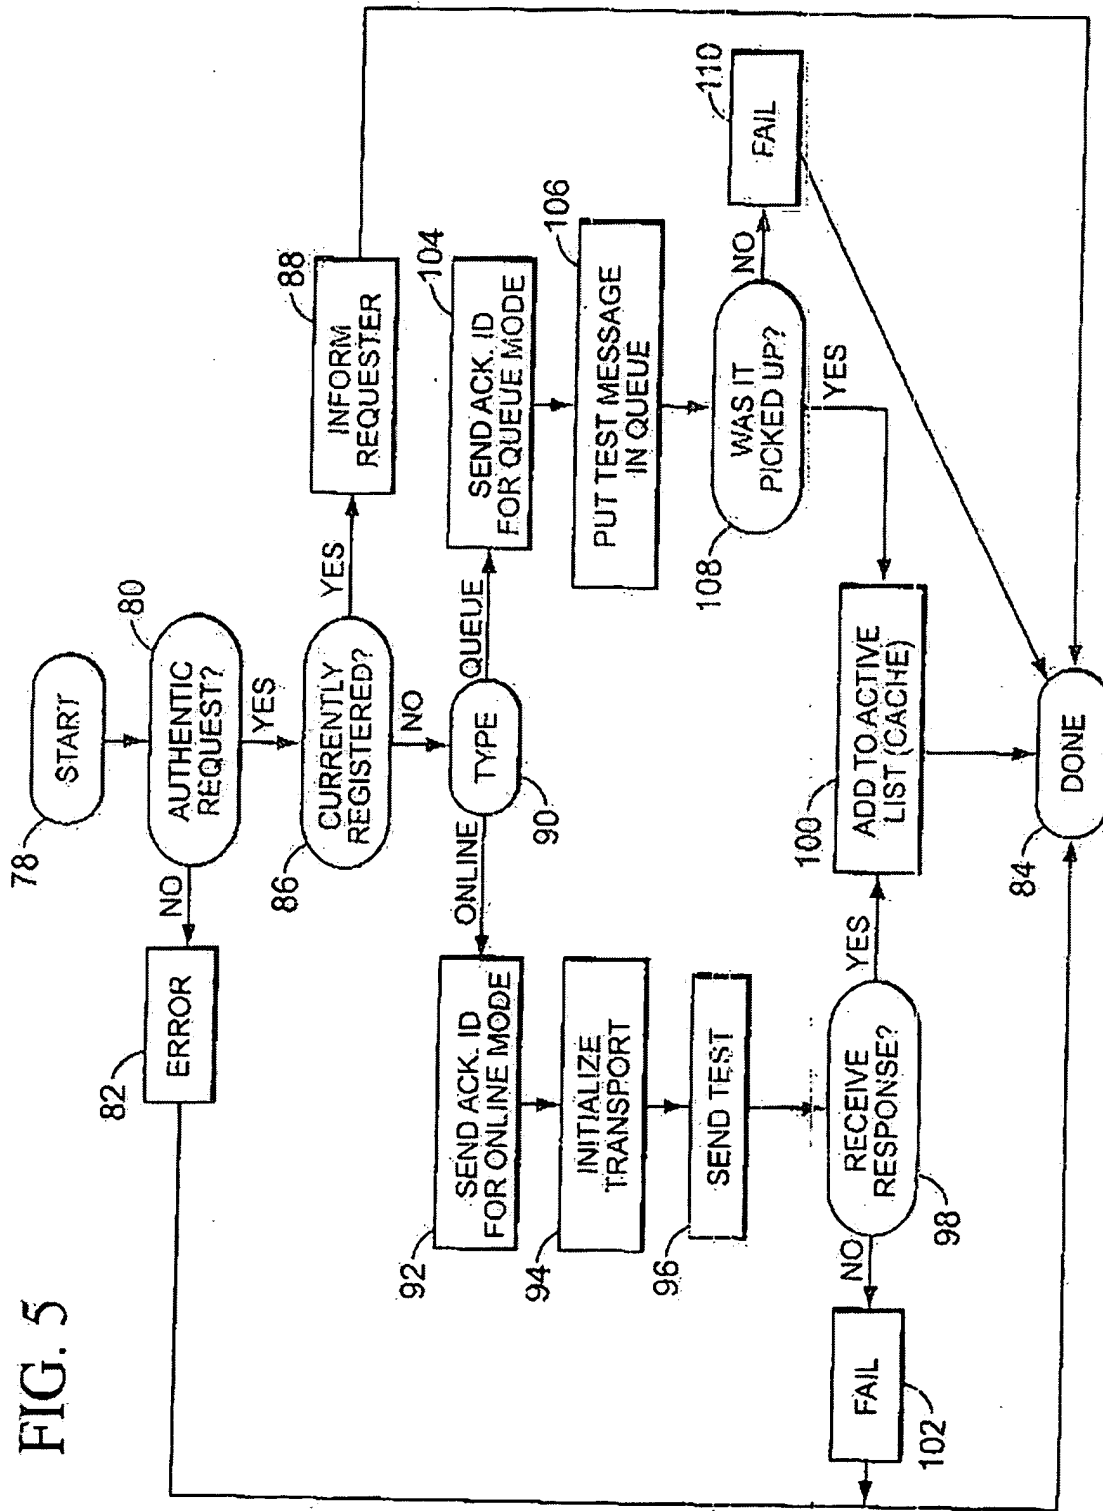 FIG. 5
78
START
80
AUTHENTIC
REQUEST?
NO
82
ERROR
YES
86
CURRENTLY
REGISTERED?
YES
88
INFORM
REQUESTER
NO
90
TYPE
ONLINE
QUEUE
92
SEND ACK. ID
FOR ONLINE MODE
94
INITIALIZE
TRANSPORT
96
SEND TEST
98
RECEIVE
RESPONSE?
NO
102
FAIL
YES
104
SEND ACK. ID
FOR QUEUE MODE
106
PUT TEST MESSAGE
IN QUEUE
108
WAS IT
PICKED UP?
NO
110
FAIL
YES
100
ADD TO ACTIVE
LIST (CACHE)
84
DONE